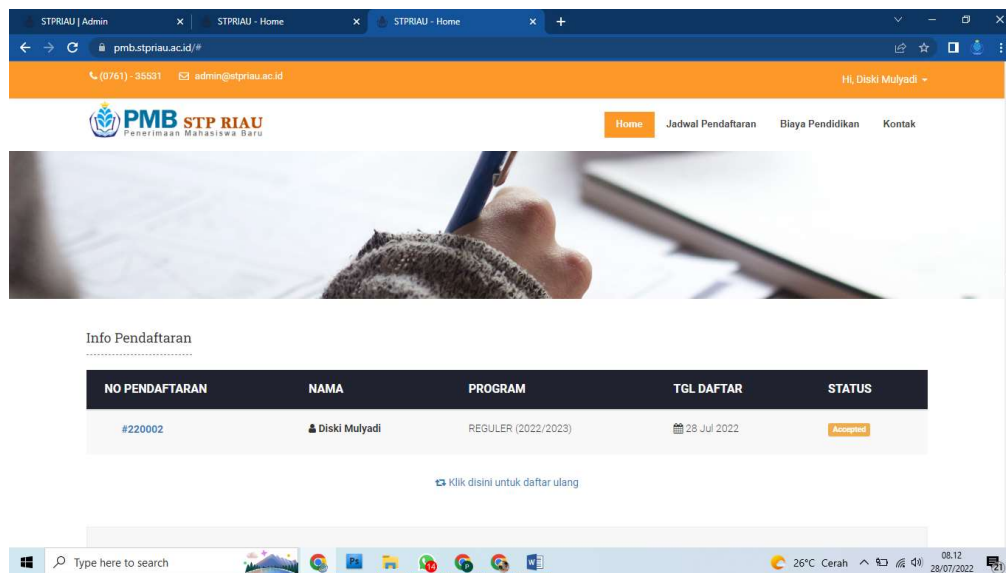 STPRIAU | Admin
STPRIAU - Home
STPRIAU - Home
pmb.stpriau.ac.id/#
(0761) - 35531 admin@stpriau.ac.id
Hi, Diski Mulyadi
PMB STP RIAU
Penerimaan Mahasiswa Baru
Home Jadwal Pendaftaran Biaya Pendidikan Kontak
Info Pendaftaran
NO PENDAFTARAN NAMA PROGRAM TGL DAFTAR STATUS
#220002 Diski Mulyadi REGULER (2022/2023) 28 Jul 2022 Accepted
Klik disini untuk daftar ulang
Type here to search
Ps
14
P
W
26°C Cerah
08.12
28/07/2022
21